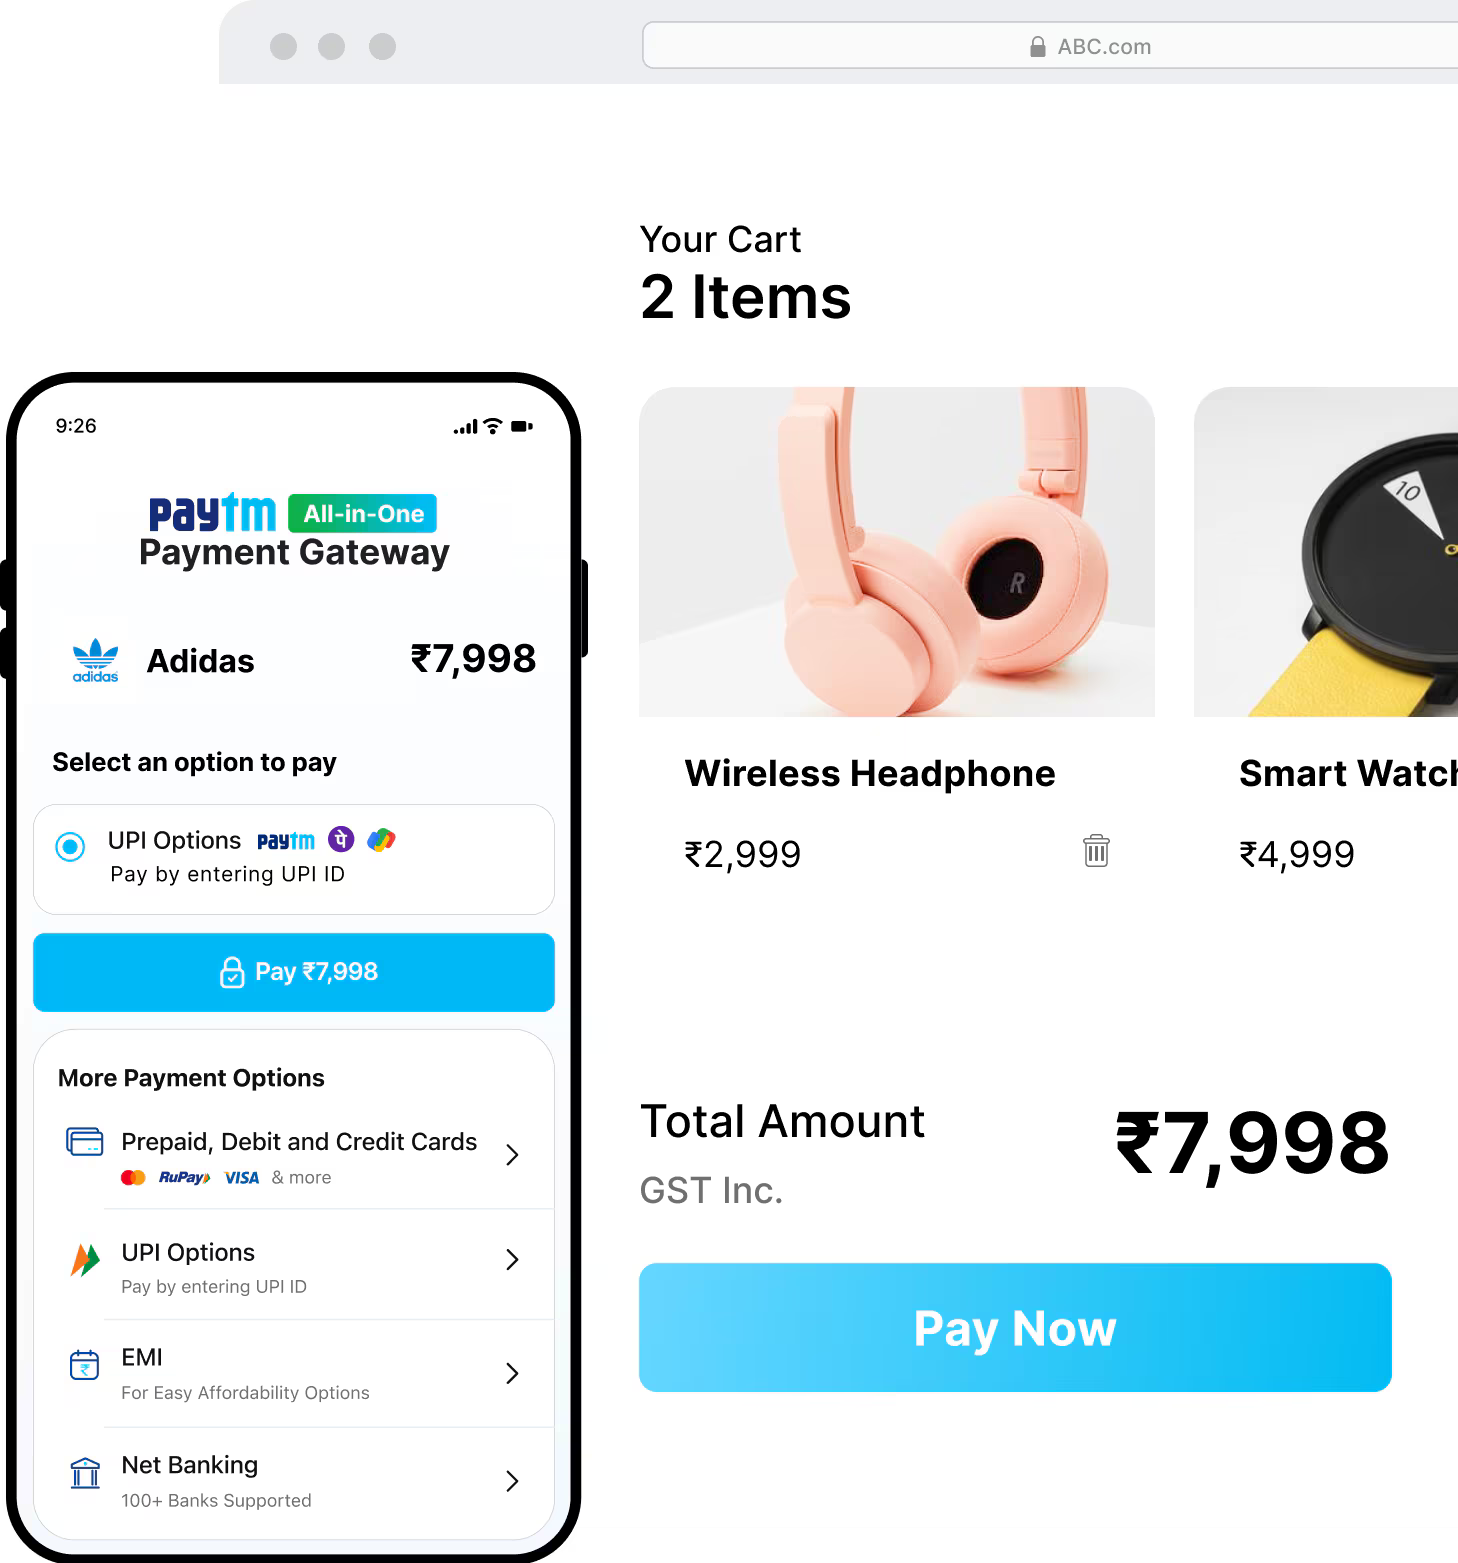 ABC.com
Your Cart
2 Items
Wireless Headphone
₹2,999
Smart Watch
₹4,999
Total Amount
₹7,998
GST Inc.
Pay Now
10
R
9:26
paytm All-in-One
Payment Gateway
adidas
Adidas ₹7,998
Select an option to pay
UPI Options paytm पे
Pay by entering UPI ID
Pay ₹7,998
More Payment Options
Prepaid, Debit and Credit Cards
RuPay VISA & more
UPI Options
Pay by entering UPI ID
₹
EMI
For Easy Affordability Options
Net Banking
100+ Banks Supported